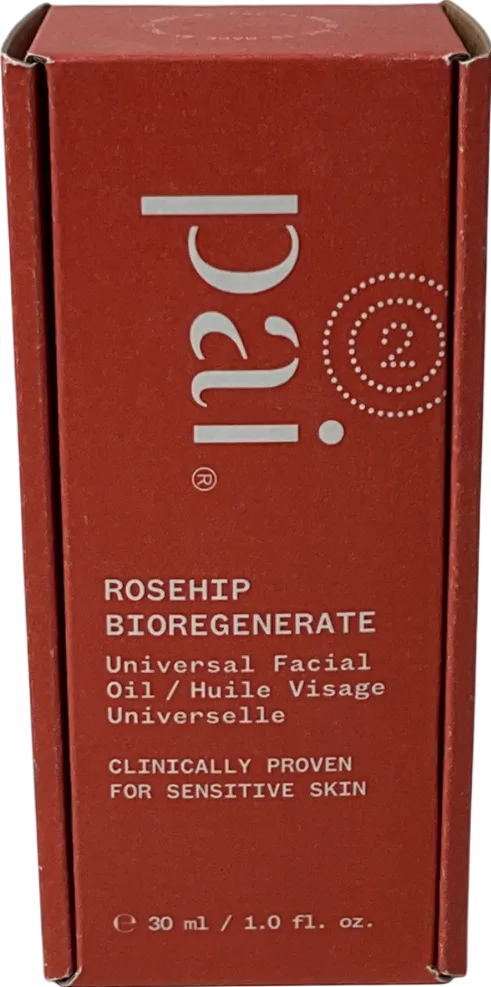 pai®
2
ROSEHIP
BIOREGENERATE
Universal Facial
Oil / Huile Visage
Universelle
CLINICALLY PROVEN
FOR SENSITIVE SKIN
℮ 30 ml / 1.0 fl. oz.